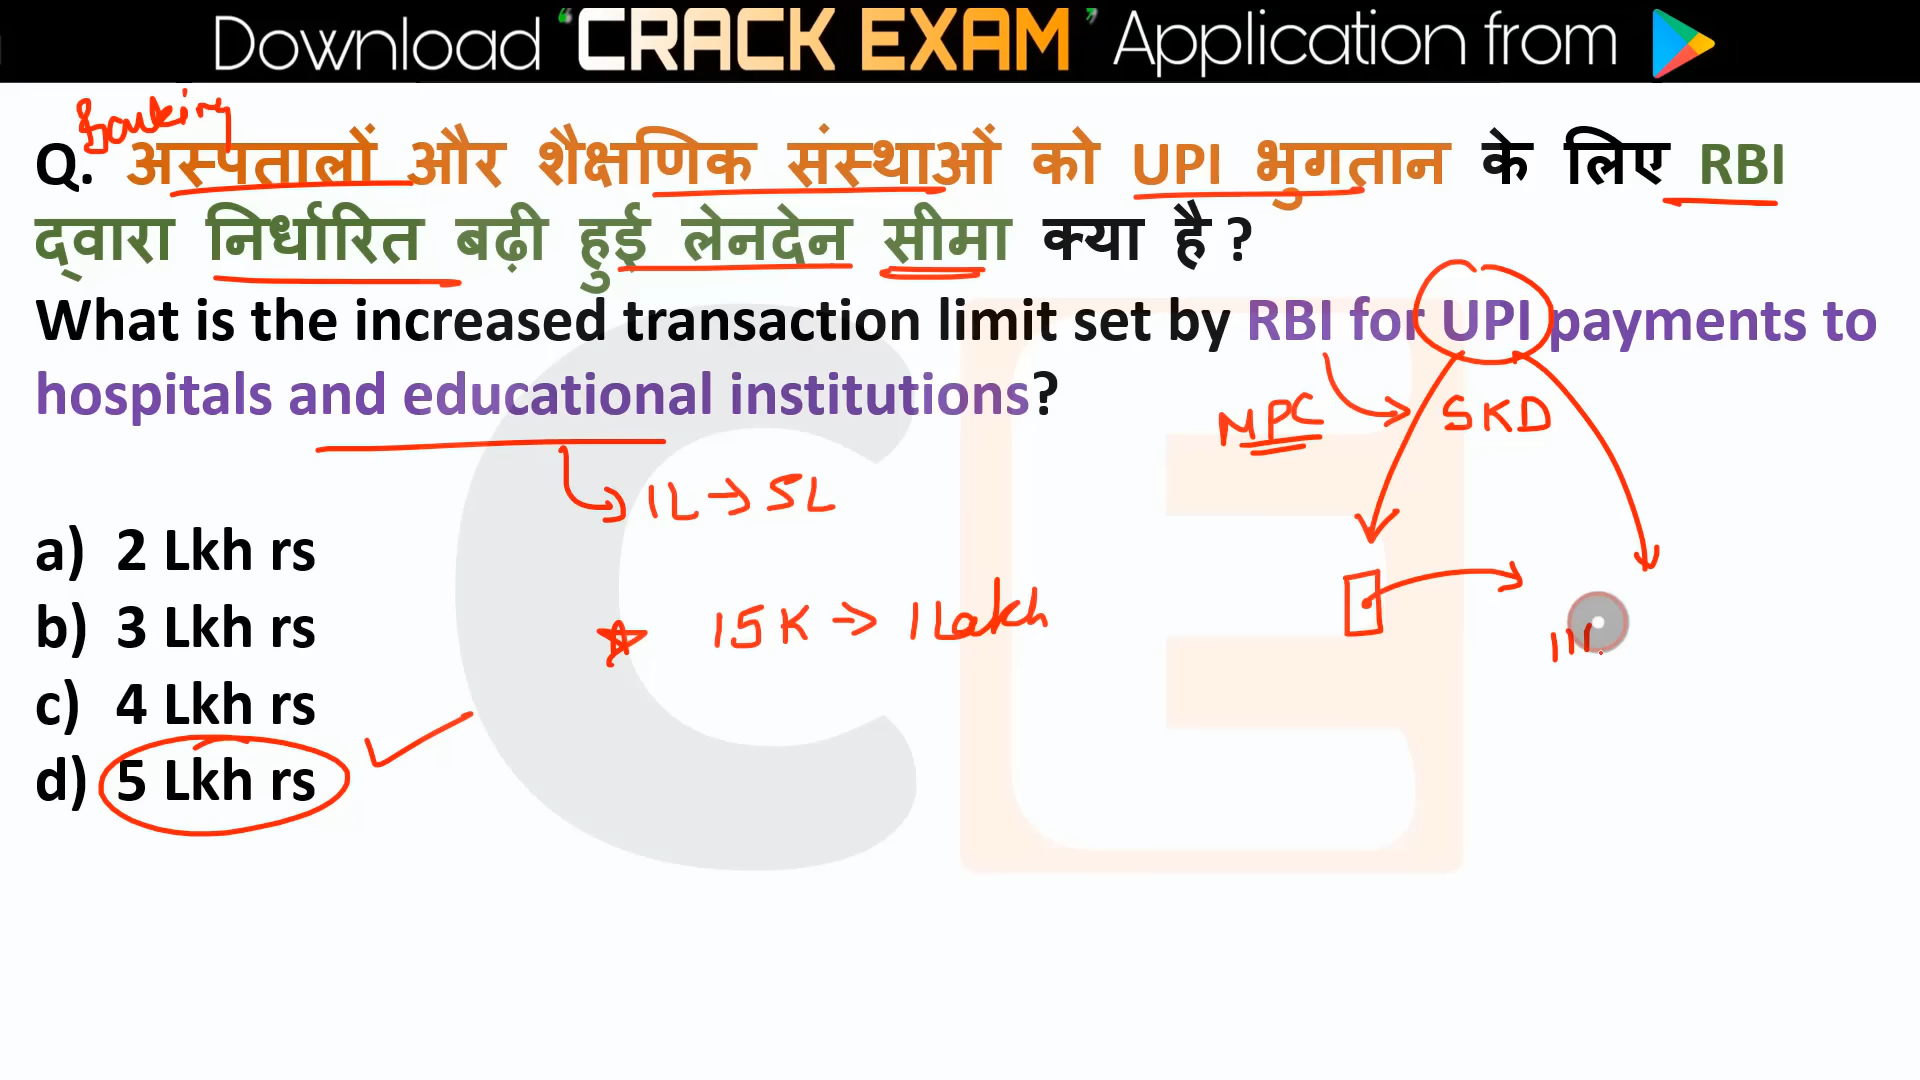 Download "CRACK EXAM" Application from
Banking
Q. अस्पतालों और शैक्षणिक संस्थाओं को UPI भुगतान के लिए RBI
द्वारा निर्धारित बढ़ी हुई लेनदेन सीमा क्या है ?
What is the increased transaction limit set by RBI for UPI payments to
hospitals and educational institutions?
MPC SKD
1L → 5L
a) 2 Lkh rs
15K → 1 Lakh
b) 3 Lkh rs
c) 4 Lkh rs
d) 5 Lkh rs